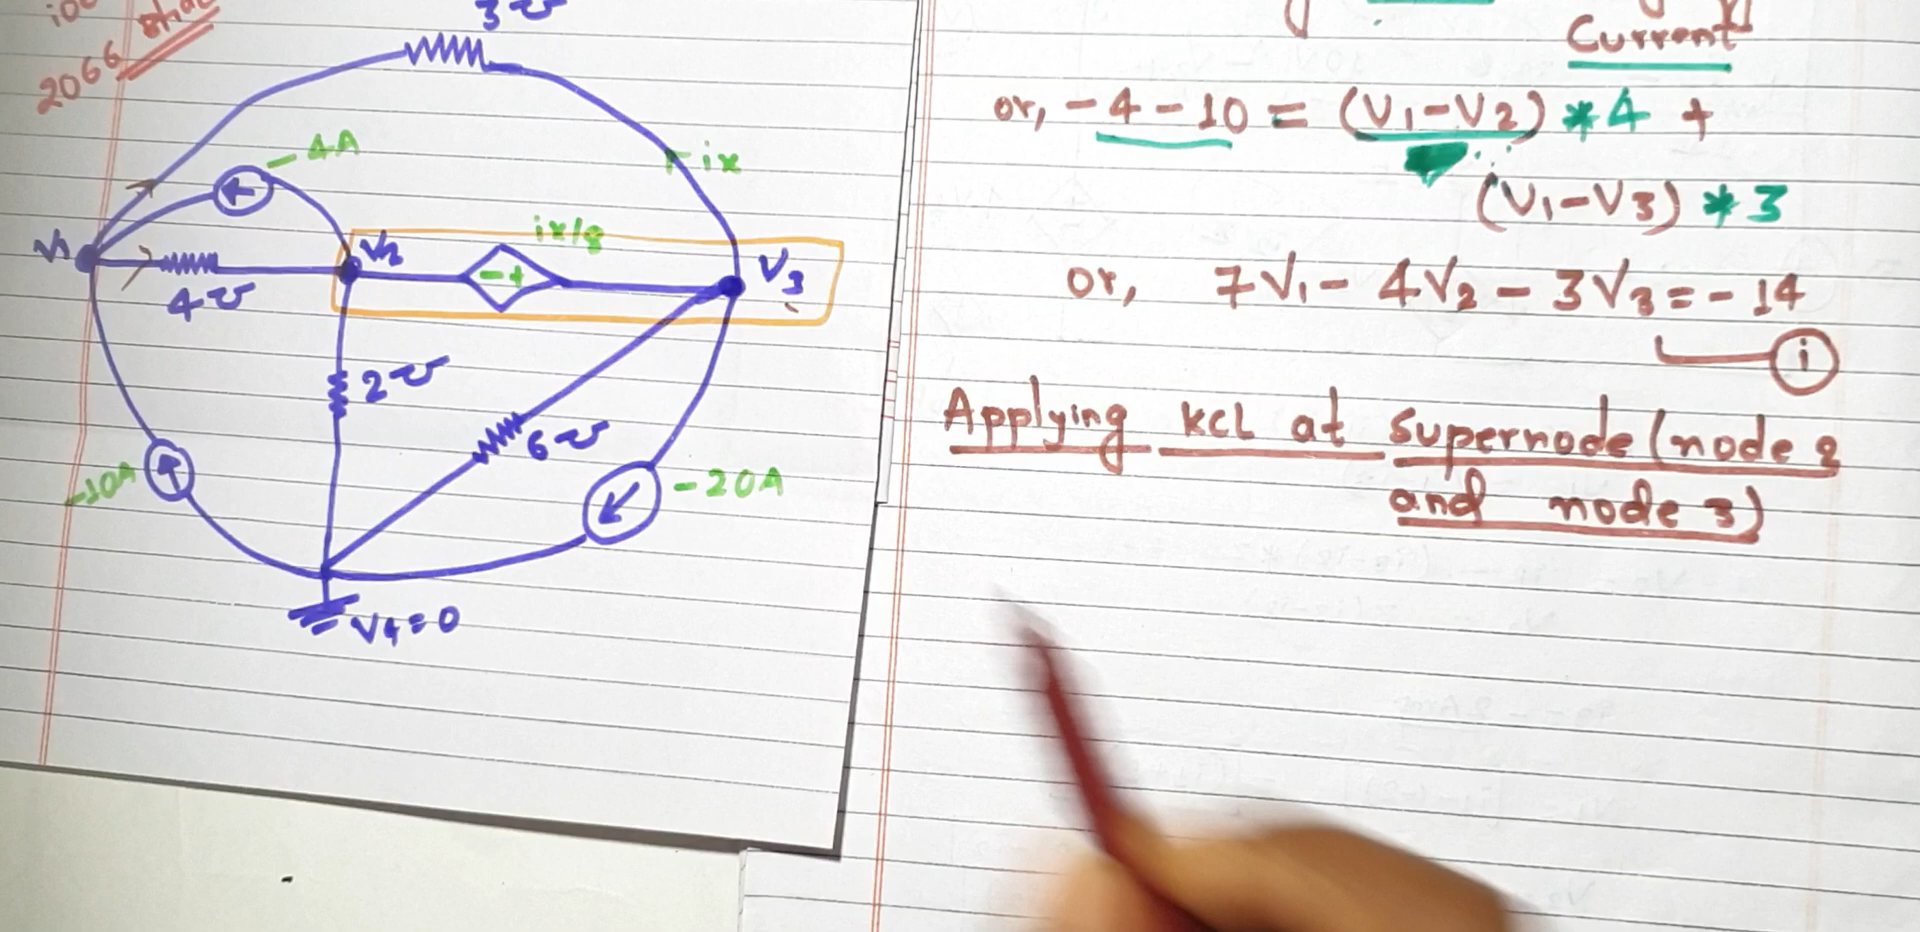 2066
3℧
-4A
ix
V1
V2
ix/8
V3
4℧
- +
2℧
6℧
-10A
-20A
V4=0
Current
or, -4-10 = (V1-V2) *4 +
(V1-V3) *3
or, 7V1- 4V2 - 3V3 = -14
i
Applying KCL at supernode (node 2
and node 3)